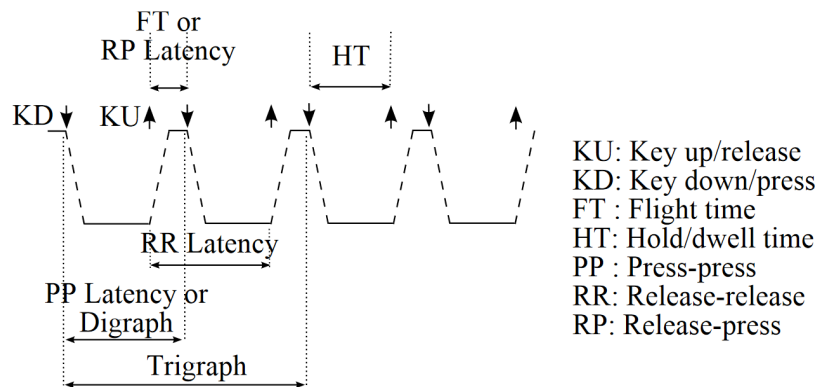 FT or
RP Latency
HT
KD
KU
RR Latency
PP Latency or
Digraph
Trigraph
KU: Key up/release
KD: Key down/press
FT : Flight time
HT: Hold/dwell time
PP : Press-press
RR: Release-release
RP: Release-press